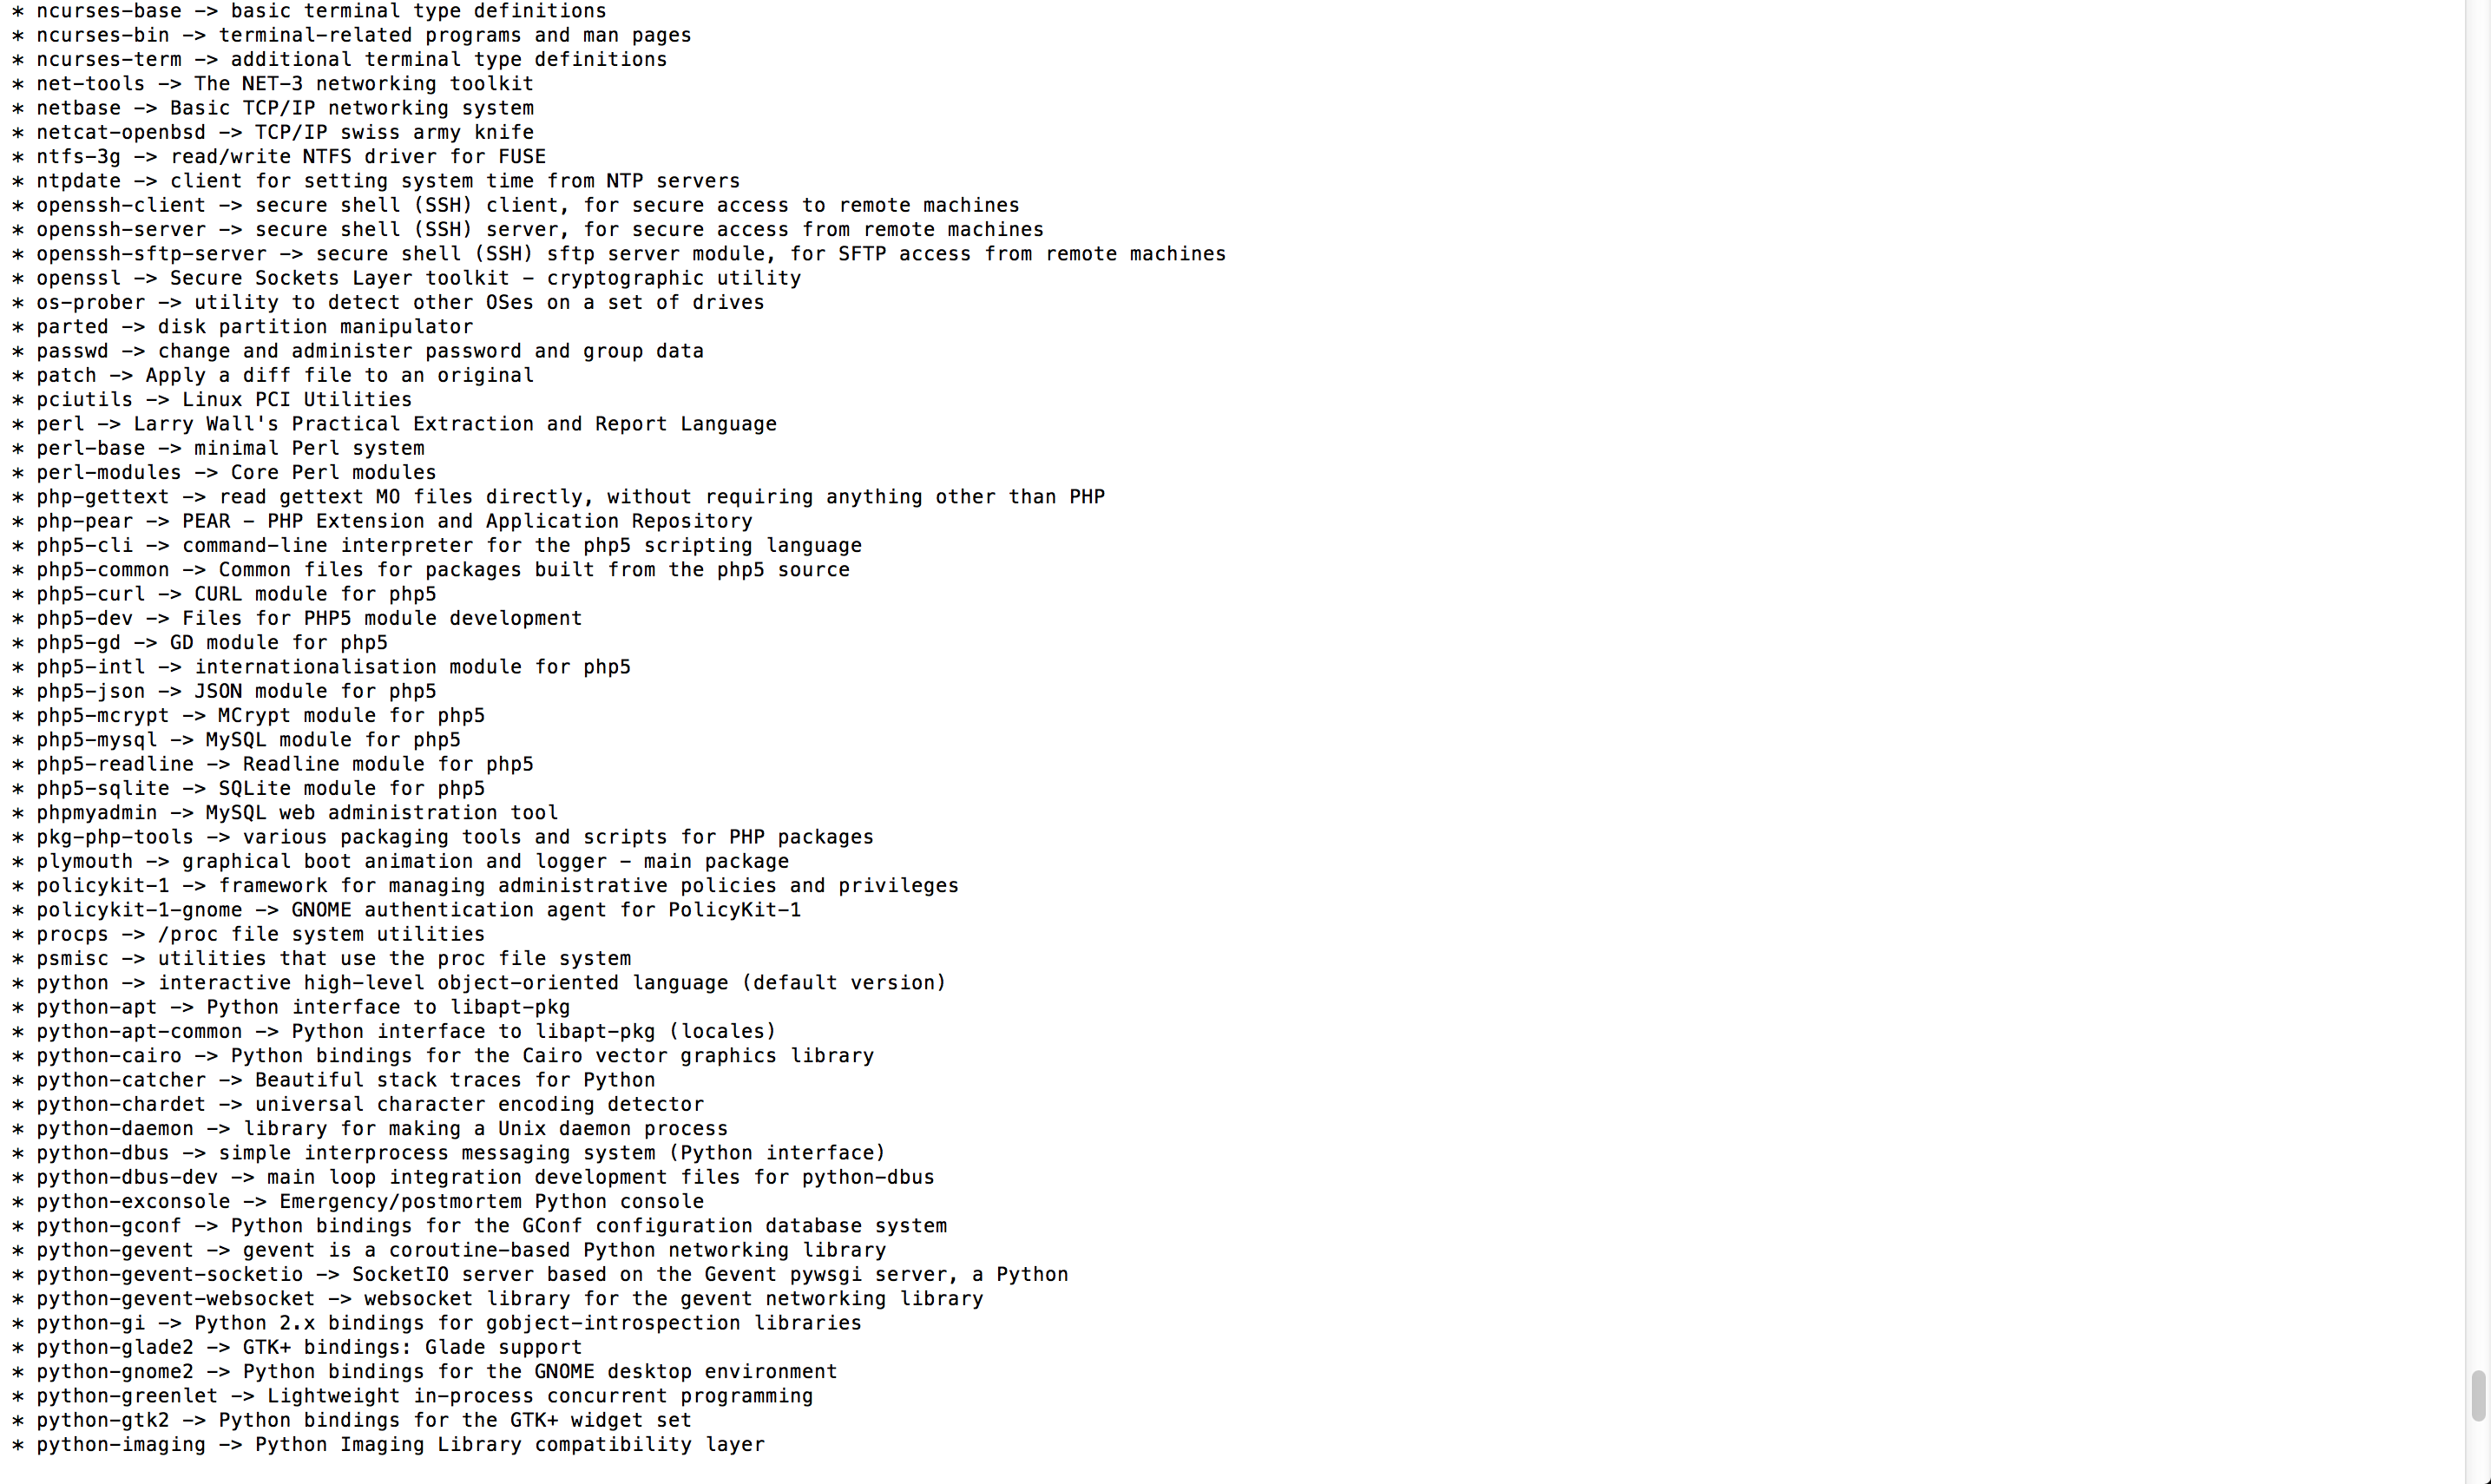 * ncurses-base -> basic terminal type definitions
* ncurses-bin -> terminal-related programs and man pages
* ncurses-term -> additional terminal type definitions
* net-tools -> The NET-3 networking toolkit
* netbase -> Basic TCP/IP networking system
* netcat-openbsd -> TCP/IP swiss army knife
* ntfs-3g -> read/write NTFS driver for FUSE
* ntpdate -> client for setting system time from NTP servers
* openssh-client -> secure shell (SSH) client, for secure access to remote machines
* openssh-server -> secure shell (SSH) server, for secure access from remote machines
* openssh-sftp-server -> secure shell (SSH) sftp server module, for SFTP access from remote machines
* openssl -> Secure Sockets Layer toolkit - cryptographic utility
* os-prober -> utility to detect other OSes on a set of drives
* parted -> disk partition manipulator
* passwd -> change and administer password and group data
* patch -> Apply a diff file to an original
* pciutils -> Linux PCI Utilities
* perl -> Larry Wall's Practical Extraction and Report Language
* perl-base -> minimal Perl system
* perl-modules -> Core Perl modules
* php-gettext -> read gettext MO files directly, without requiring anything other than PHP
* php-pear -> PEAR - PHP Extension and Application Repository
* php5-cli -> command-line interpreter for the php5 scripting language
* php5-common -> Common files for packages built from the php5 source
* php5-curl -> CURL module for php5
* php5-dev -> Files for PHP5 module development
* php5-gd -> GD module for php5
* php5-intl -> internationalisation module for php5
* php5-json -> JSON module for php5
* php5-mcrypt -> MCrypt module for php5
* php5-mysql -> MySQL module for php5
* php5-readline -> Readline module for php5
* php5-sqlite -> SQLite module for php5
* phpmyadmin -> MySQL web administration tool
* pkg-php-tools -> various packaging tools and scripts for PHP packages
* plymouth -> graphical boot animation and logger - main package
* policykit-1 -> framework for managing administrative policies and privileges
* policykit-1-gnome -> GNOME authentication agent for PolicyKit-1
* procps -> /proc file system utilities
* psmisc -> utilities that use the proc file system
* python -> interactive high-level object-oriented language (default version)
* python-apt -> Python interface to libapt-pkg
* python-apt-common -> Python interface to libapt-pkg (locales)
* python-cairo -> Python bindings for the Cairo vector graphics library
* python-catcher -> Beautiful stack traces for Python
* python-chardet -> universal character encoding detector
* python-daemon -> library for making a Unix daemon process
* python-dbus -> simple interprocess messaging system (Python interface)
* python-dbus-dev -> main loop integration development files for python-dbus
* python-exconsole -> Emergency/postmortem Python console
* python-gconf -> Python bindings for the GConf configuration database system
* python-gevent -> gevent is a coroutine-based Python networking library
* python-gevent-socketio -> SocketIO server based on the Gevent pywsgi server, a Python
* python-gevent-websocket -> websocket library for the gevent networking library
* python-gi -> Python 2.x bindings for gobject-introspection libraries
* python-glade2 -> GTK+ bindings: Glade support
* python-gnome2 -> Python bindings for the GNOME desktop environment
* python-greenlet -> Lightweight in-process concurrent programming
* python-gtk2 -> Python bindings for the GTK+ widget set
* python-imaging -> Python Imaging Library compatibility layer